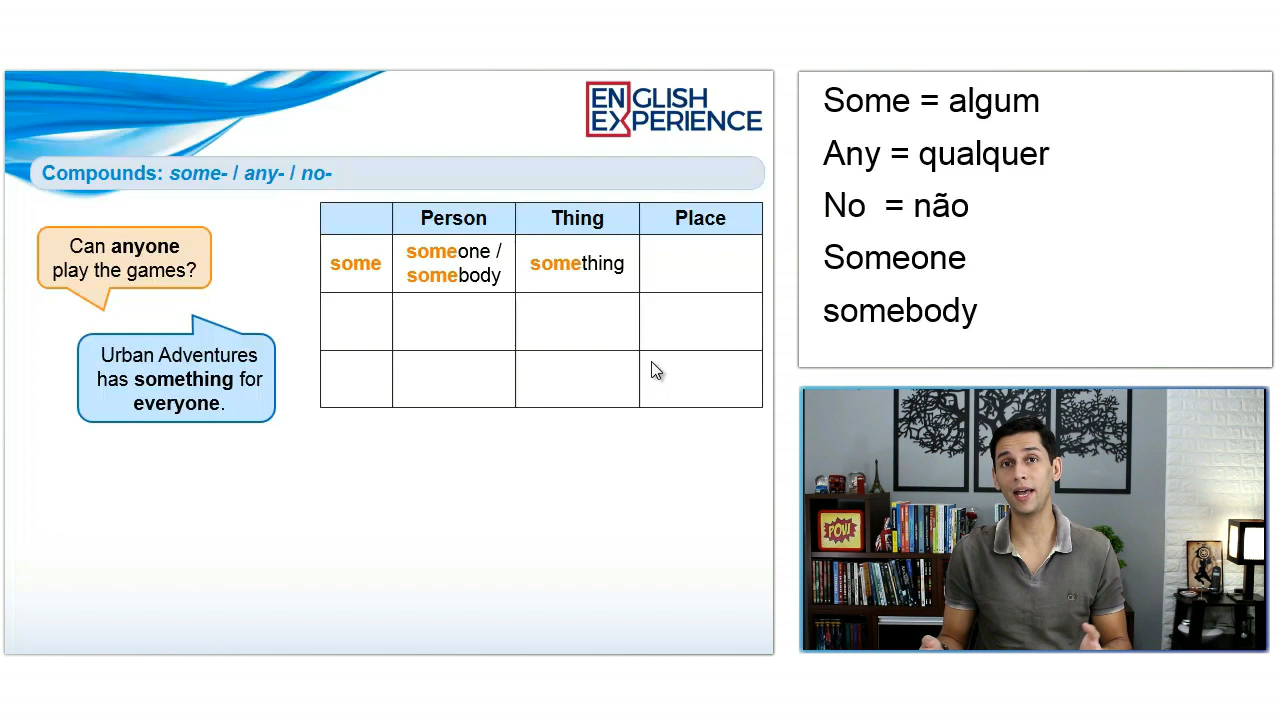 ENGLISH
EXPERIENCE
Compounds: some- / any- / no-
Can anyone
play the games?
Urban Adventures
has something for
everyone.
Person Thing Place
some
someone /
somebody
something
Some = algum
Any = qualquer
No = não
Someone
somebody
POW!